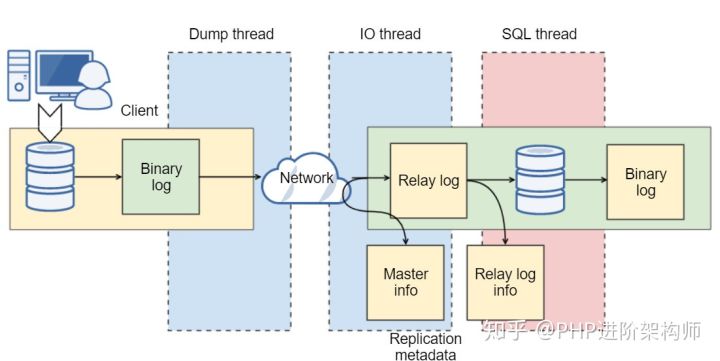 Dump thread
IO thread
SQL thread
Client
Binary
log
Network
Relay log
Binary
log
Master
info
Relay log
info
Replication
metadata
知乎 @PHP进阶架构师